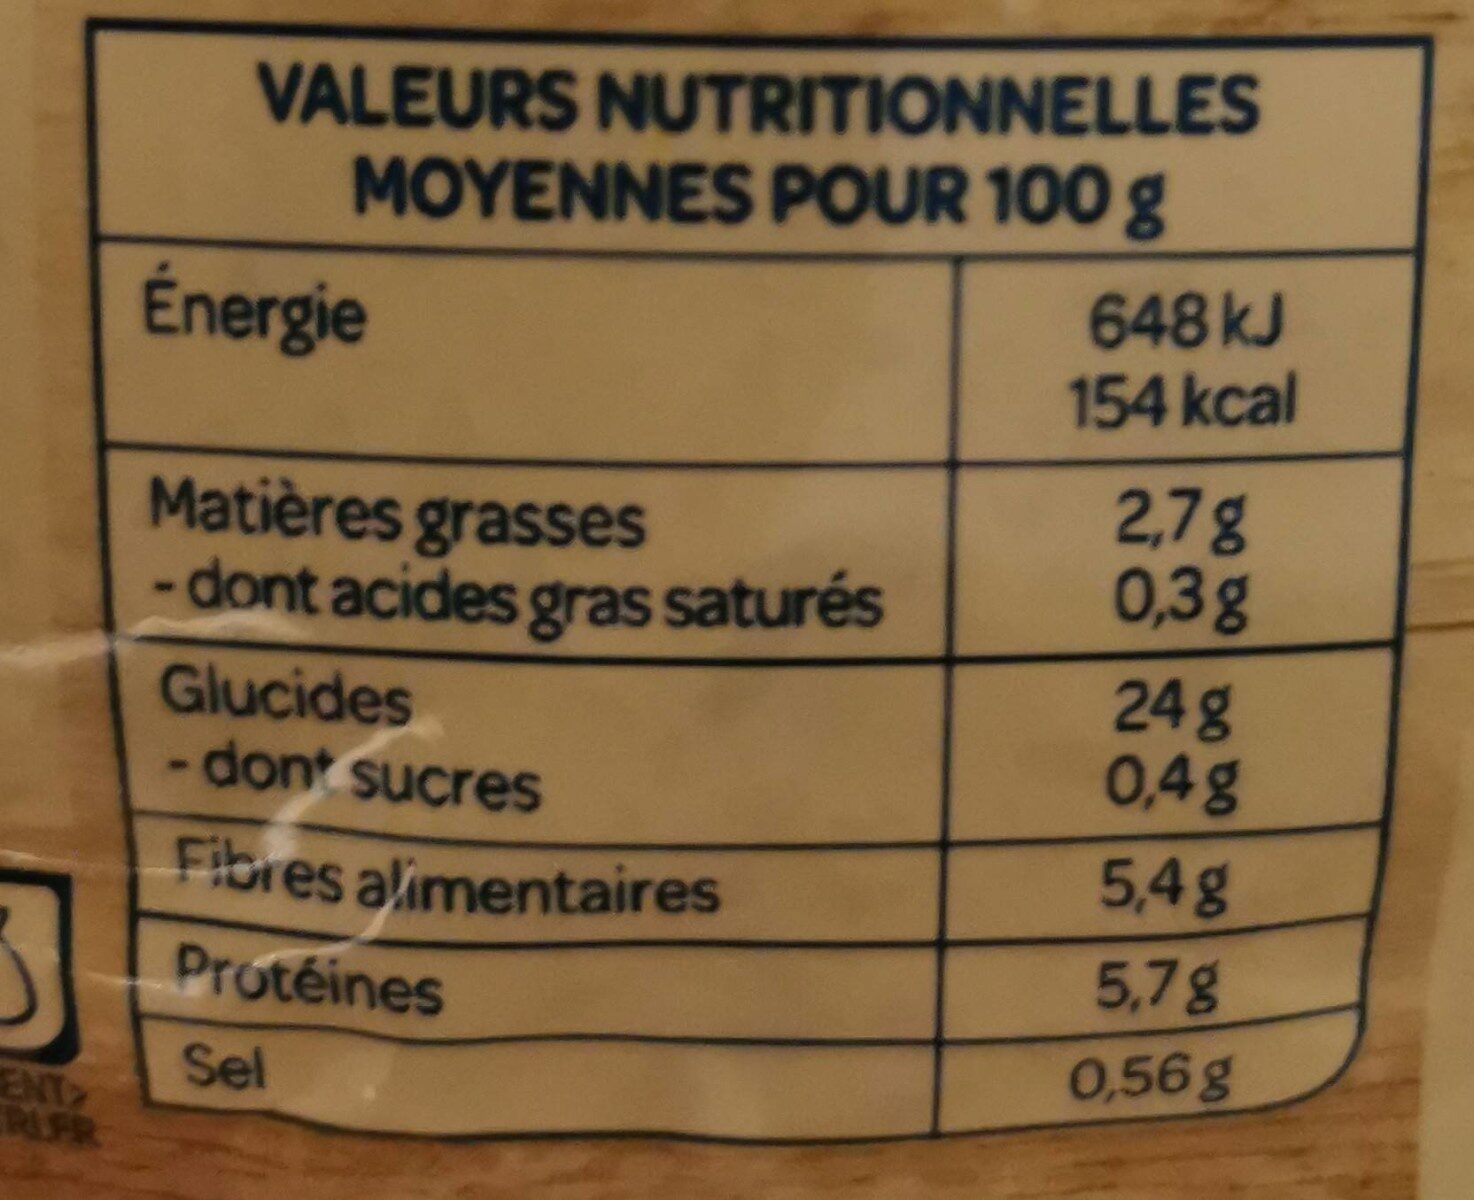 VALEURS NUTRITIONNELLES
MOYENNES POUR 100 g
Énergie 648 kJ
154 kcal
Matières grasses 2,7 g
- dont acides gras saturés 0,3 g
Glucides 24 g
- dont sucres 0,4 g
Fibres alimentaires 5,4 g
Protéines 5,7 g
Sel 0,56 g